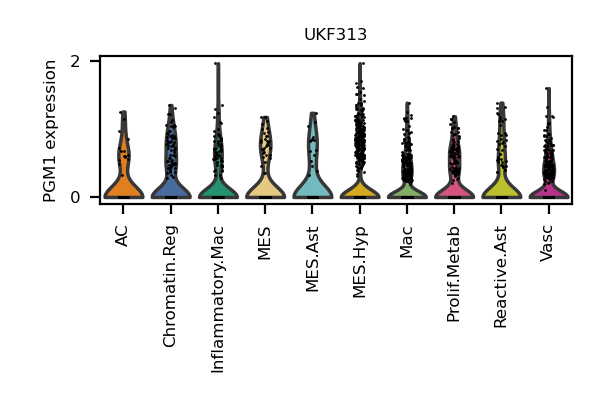 UKF313
PGM1 expression
2
0
AC
Chromatin.Reg
Inflammatory.Mac
MES
MES.Ast
MES.Hyp
Mac
Prolif.Metab
Reactive.Ast
Vasc